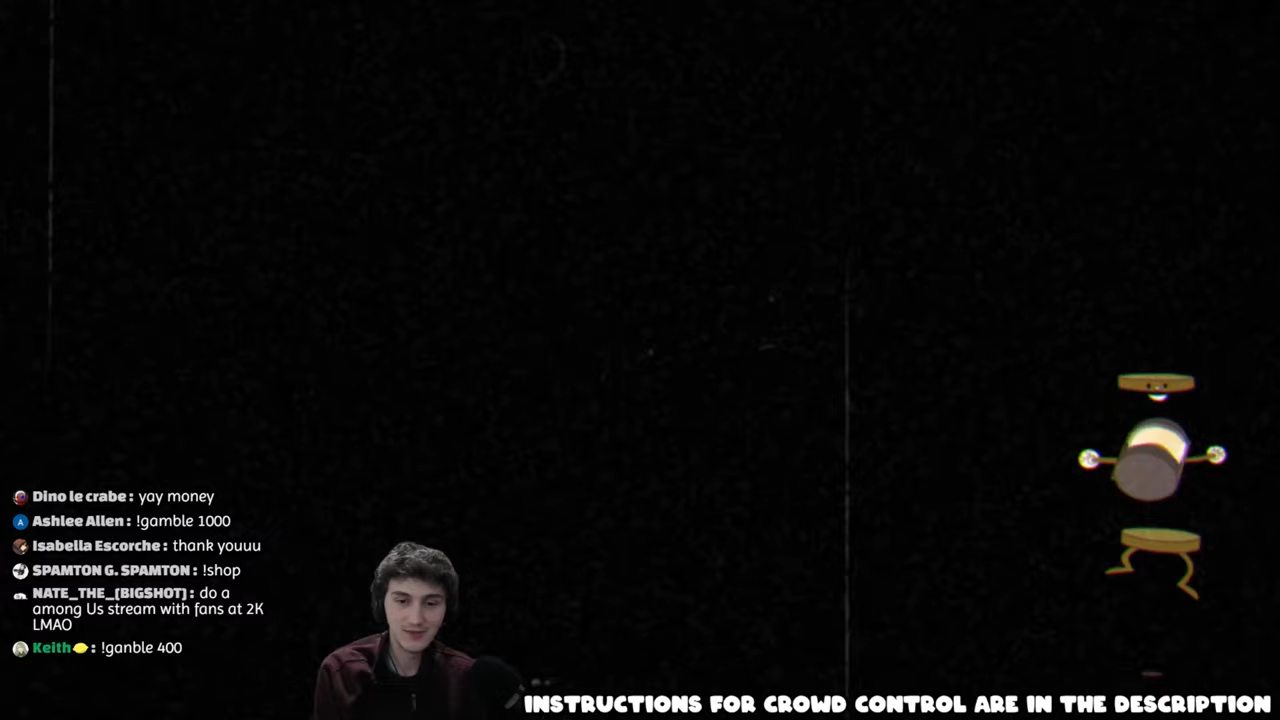 Dino le crabe: yay money
A Ashlee Allen: !gamble 1000
Isabella Escorche: thank youuu
SPAMTON G. SPAMTON: !shop
NATE_THE_[BIGSHOT]: do a
among Us stream with fans at 2K
LMAO
Keith🍋: !ganble 400
INSTRUCTIONS FOR CROWD CONTROL ARE IN THE DESCRIPTION